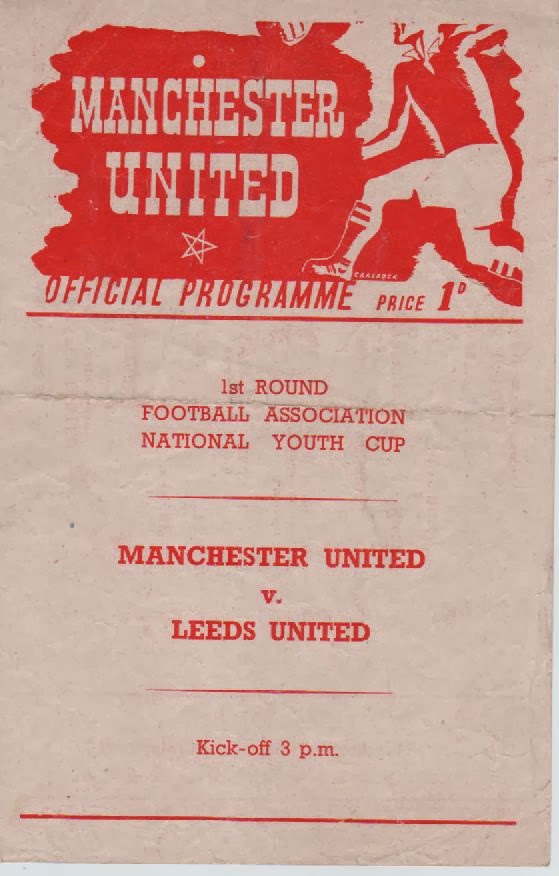 MANCHESTER
UNITED
CRADDOCK
OFFICIAL PROGRAMME PRICE 1D
1st ROUND
FOOTBALL ASSOCIATION
NATIONAL YOUTH CUP
MANCHESTER UNITED
v.
LEEDS UNITED
Kick-off 3 p.m.